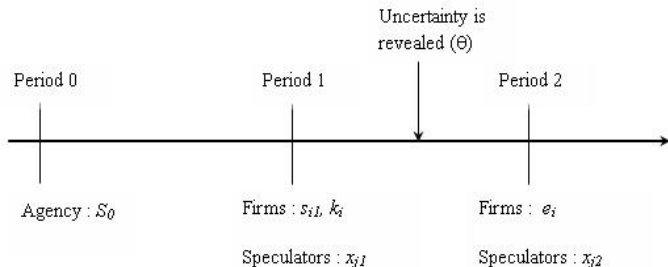 Uncertainty is
revealed (θ)
Period 0
Period 1
Period 2
Agency : S0
Firms : si1, ki
Firms : ei
Speculators : xj1
Speculators : xj2